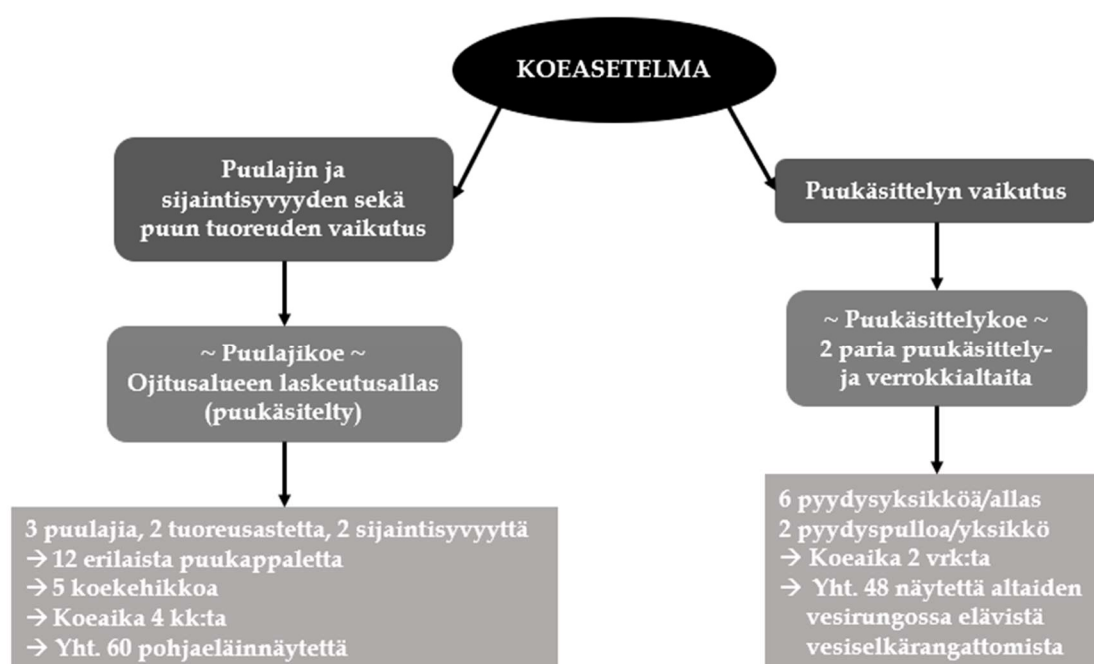 KOEASETELMA
Puulajin ja
sijaintisyvyyden sekä
puun tuoreuden vaikutus
Puukäsittelyn vaikutus
~ Puulajikoe ~
Ojitusalueen laskeutusallas
(puukäsitelty)
~ Puukäsittelykoe ~
2 paria puukäsittely-
ja verrokkialtaita
3 puulajia, 2 tuoreusastetta, 2 sijaintisyvyyttä
→ 12 erilaista puukappaletta
→ 5 koekehikkoa
→ Koeaika 4 kk:ta
→ Yht. 60 pohjaeläinnäytettä
6 pyydysyksikköä/allas
2 pyydyspulloa/yksikkö
→ Koeaika 2 vrk:ta
→ Yht. 48 näytettä altaiden
vesirungossa elävistä
vesiselkärangattomista